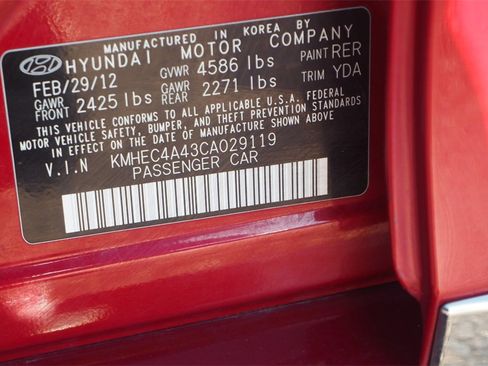 MANUFACTURED IN KOREA BY
HYUNDAI MOTOR COMPANY
FEB/29/12 GVWR 4586 lbs PAINT RER
GAWR FRONT 2425 lbs GAWR REAR 2271 lbs TRIM YDA
THIS VEHICLE CONFORMS TO ALL APPLICABLE U.S.A. FEDERAL
MOTOR VEHICLE SAFETY, BUMPER, AND THEFT PREVENTION STANDARDS
IN EFFECT ON THE DATE OF MANUFACTURE SHOWN ABOVE.
V.I.N KMHEC4A43CA029119
PASSENGER CAR